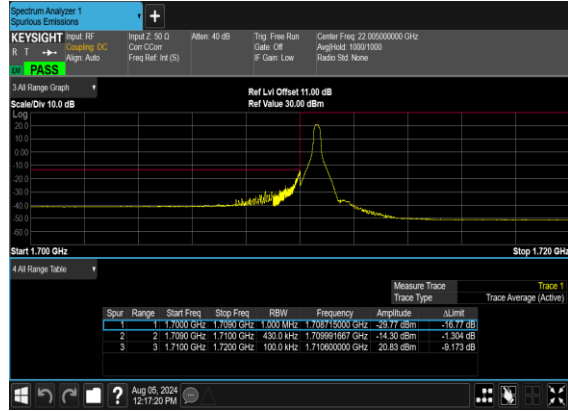 Spectrum Analyzer 1
Spurious Emissions
+
KEYSIGHT Input: RF Input Z: 50 Ω Atten: 40 dB Trig: Free Run Center Freq: 22.005000000 GHz
R T Coupling: DC Corr CCorr Gate: Off Avg|Hold: 1000/1000
Align: Auto Freq Ref: Int (S) IF Gain: Low Radio Std: None
PASS
3 All Range Graph
Ref Lvl Offset 11.00 dB
Scale/Div 10.0 dB Ref Value 30.00 dBm
Log
20.0
10.0
0.00
-10.0
-20.0
-30.0
-40.0
-50.0
-60.0
Start 1.700 GHz Stop 1.720 GHz
4 All Range Table
Measure Trace Trace 1
Trace Type Trace Average (Active)
Spur Range Start Freq Stop Freq RBW Frequency Amplitude ΔLimit
1 1 1.7000 GHz 1.7090 GHz 1.000 MHz 1.708715000 GHz -29.77 dBm -16.77 dB
2 2 1.7090 GHz 1.7100 GHz 430.0 kHz 1.709991667 GHz -14.30 dBm -1.304 dB
3 3 1.7100 GHz 1.7200 GHz 100.0 kHz 1.710600000 GHz 20.83 dBm -9.173 dB
?
Aug 05, 2024
12:17:20 PM